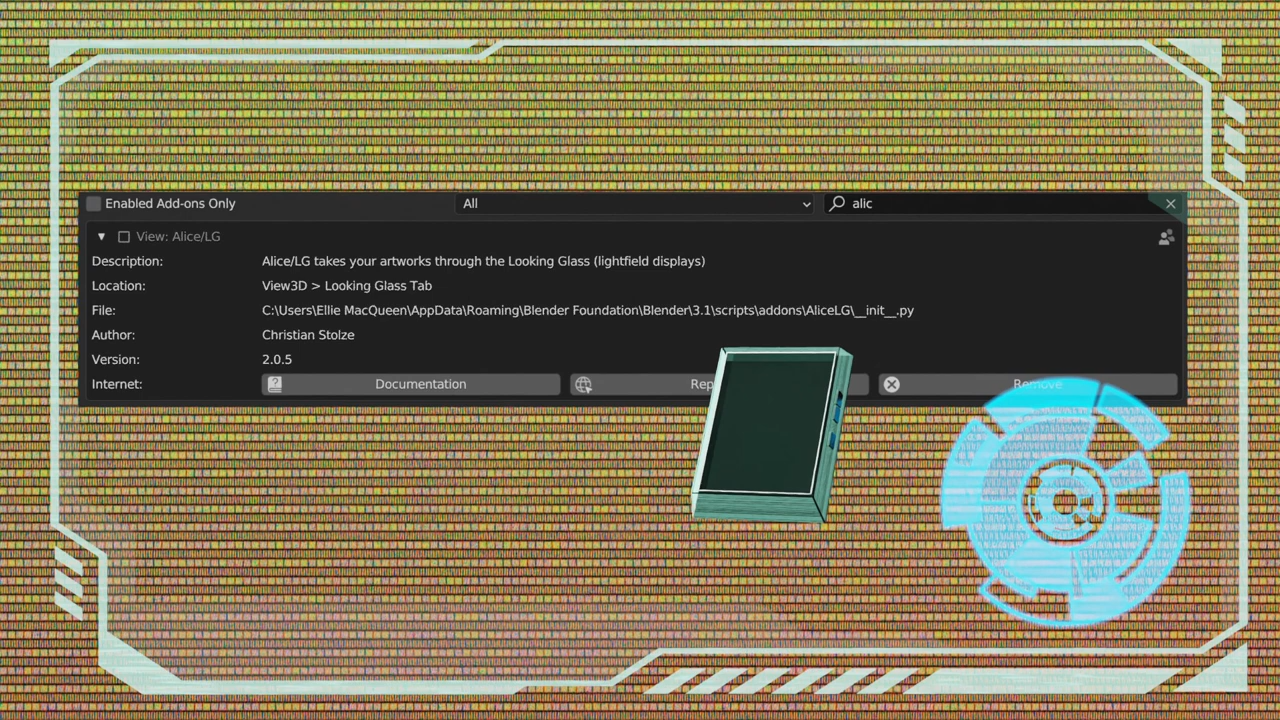 Enabled Add-ons Only All alic
View: Alice/LG
Description: Alice/LG takes your artworks through the Looking Glass (lightfield displays)
Location: View3D > Looking Glass Tab
File: C:\Users\Ellie MacQueen\AppData\Roaming\Blender Foundation\Blender\3.1\scripts\addons\AliceLG\__init__.py
Author: Christian Stolze
Version: 2.0.5
Internet: Documentation Rep Remove